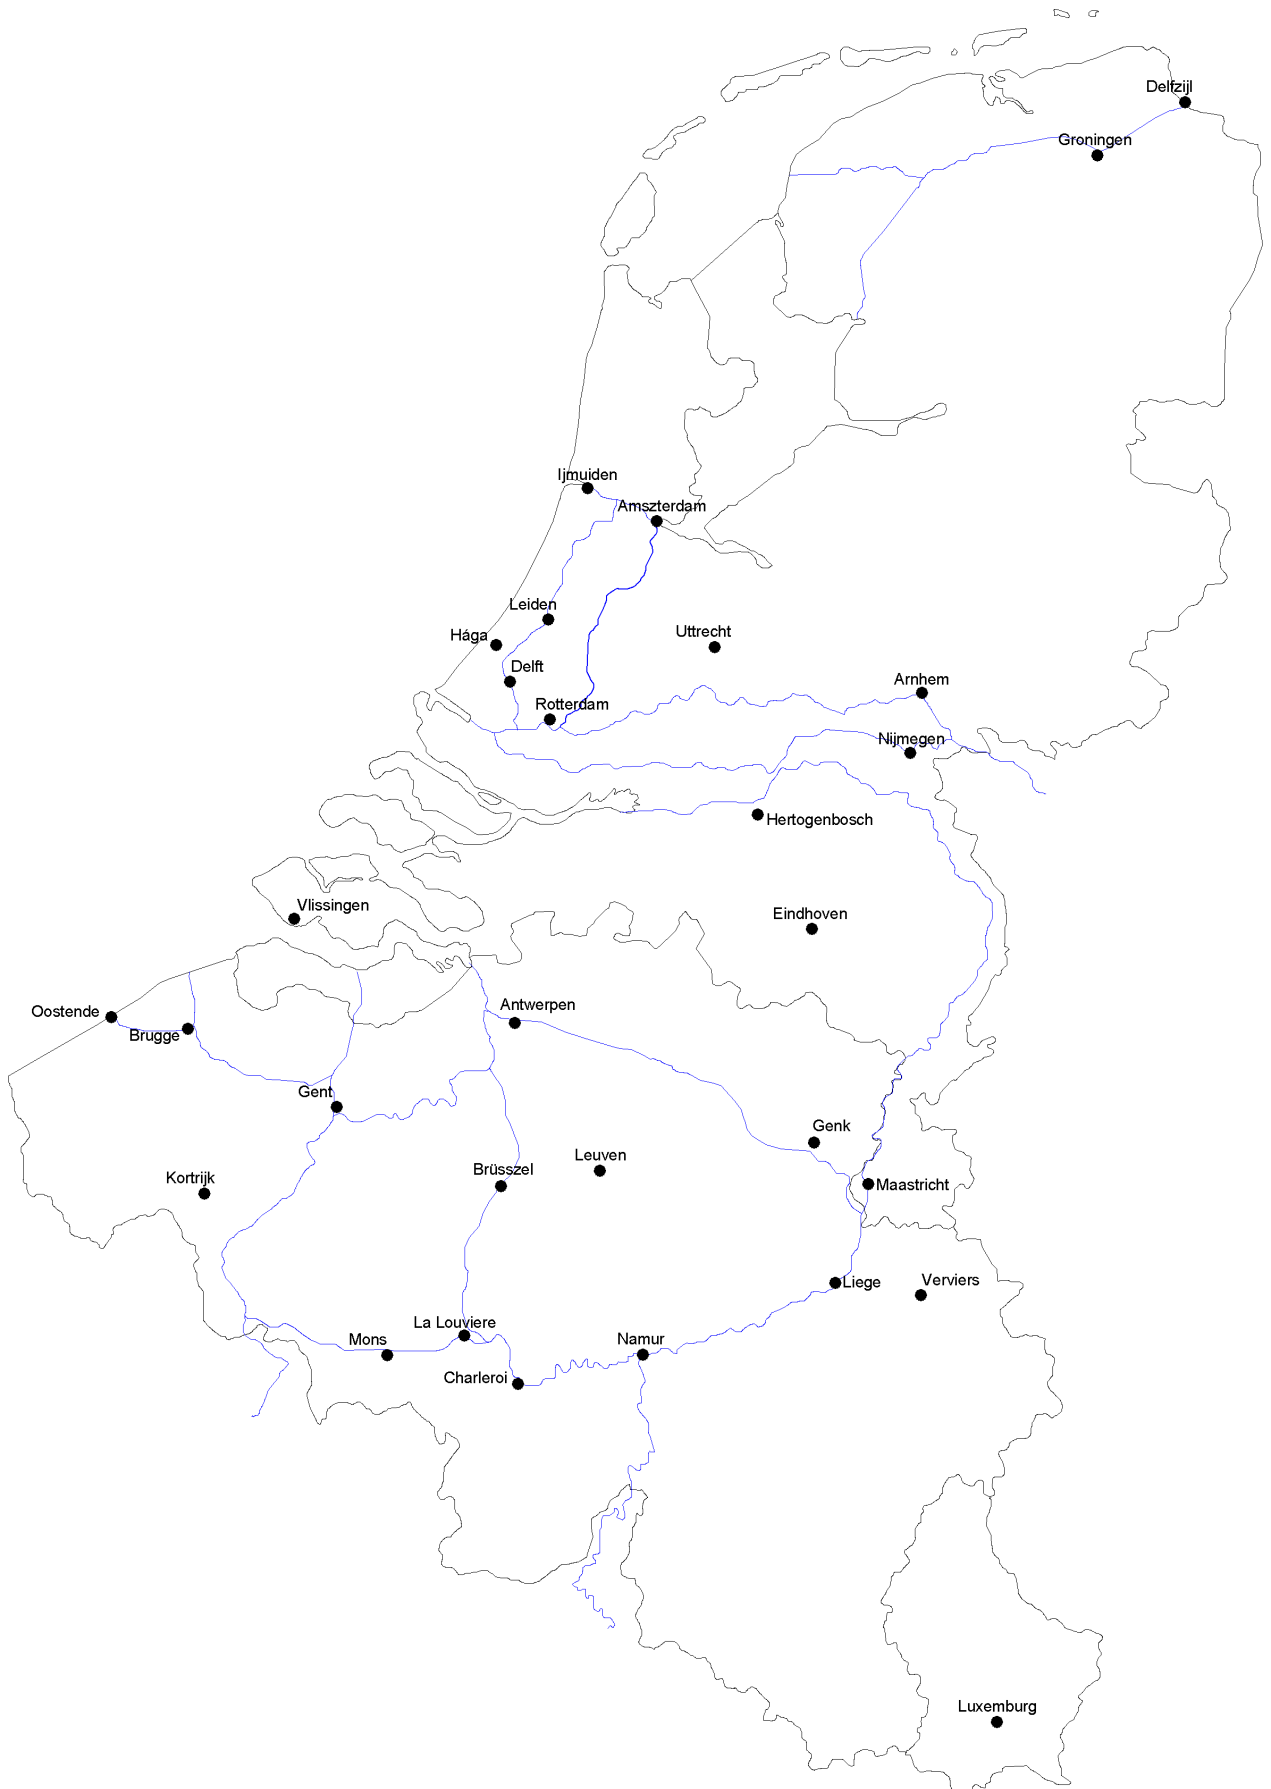 Delfzijl
Groningen
Ijmuiden
Amszterdam
Leiden
Hága
Uttrecht
Delft
Arnhem
Rotterdam
Nijmegen
Hertogenbosch
Vlissingen
Eindhoven
Oostende
Antwerpen
Brugge
Gent
Genk
Leuven
Brüsszel
Kortrijk
Maastricht
Liege
Verviers
La Louviere
Mons
Namur
Charleroi
Luxemburg